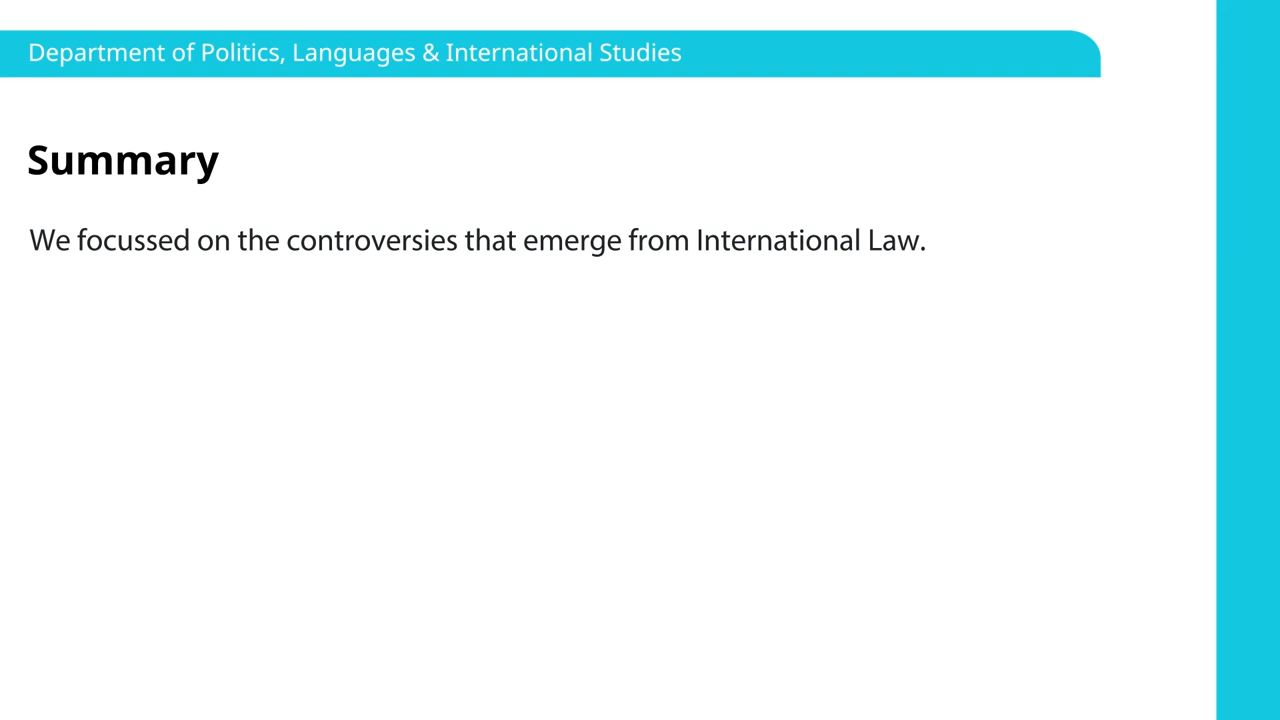 Department of Politics, Languages & International Studies
Summary
We focussed on the controversies that emerge from International Law.